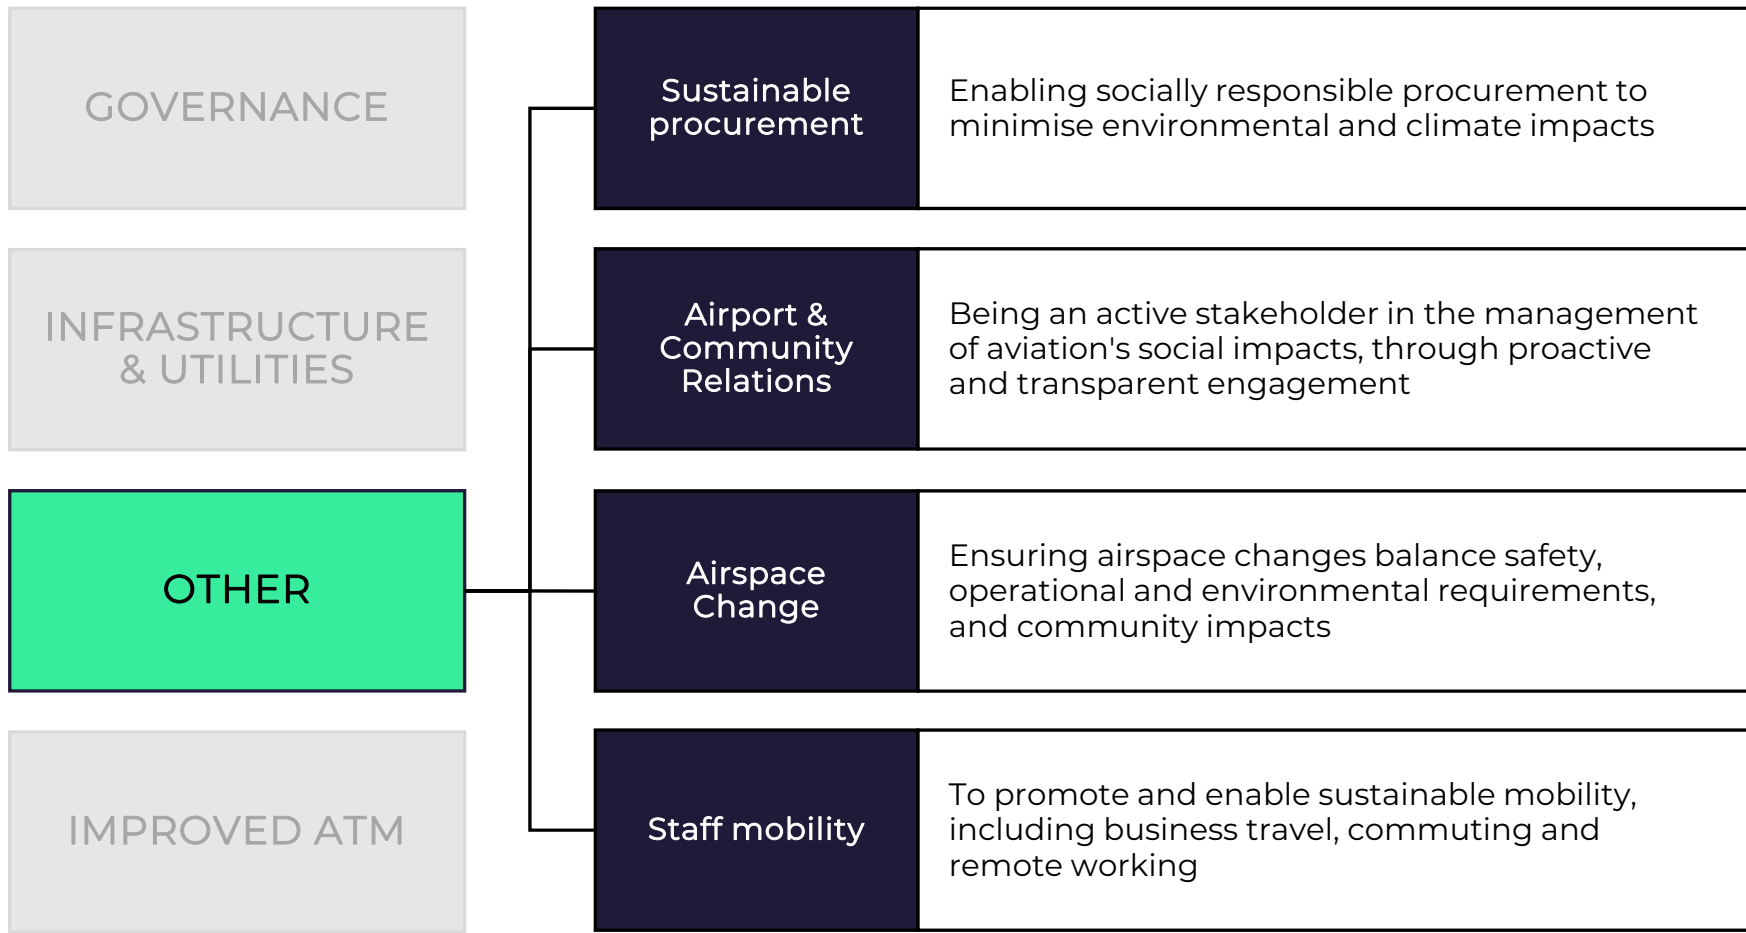 GOVERNANCE
Sustainable
procurement
Enabling socially responsible procurement to
minimise environmental and climate impacts
INFRASTRUCTURE
& UTILITIES
Airport &
Community
Relations
Being an active stakeholder in the management
of aviation's social impacts, through proactive
and transparent engagement
OTHER
Airspace
Change
Ensuring airspace changes balance safety,
operational and environmental requirements,
and community impacts
IMPROVED ATM
Staff mobility
To promote and enable sustainable mobility,
including business travel, commuting and
remote working